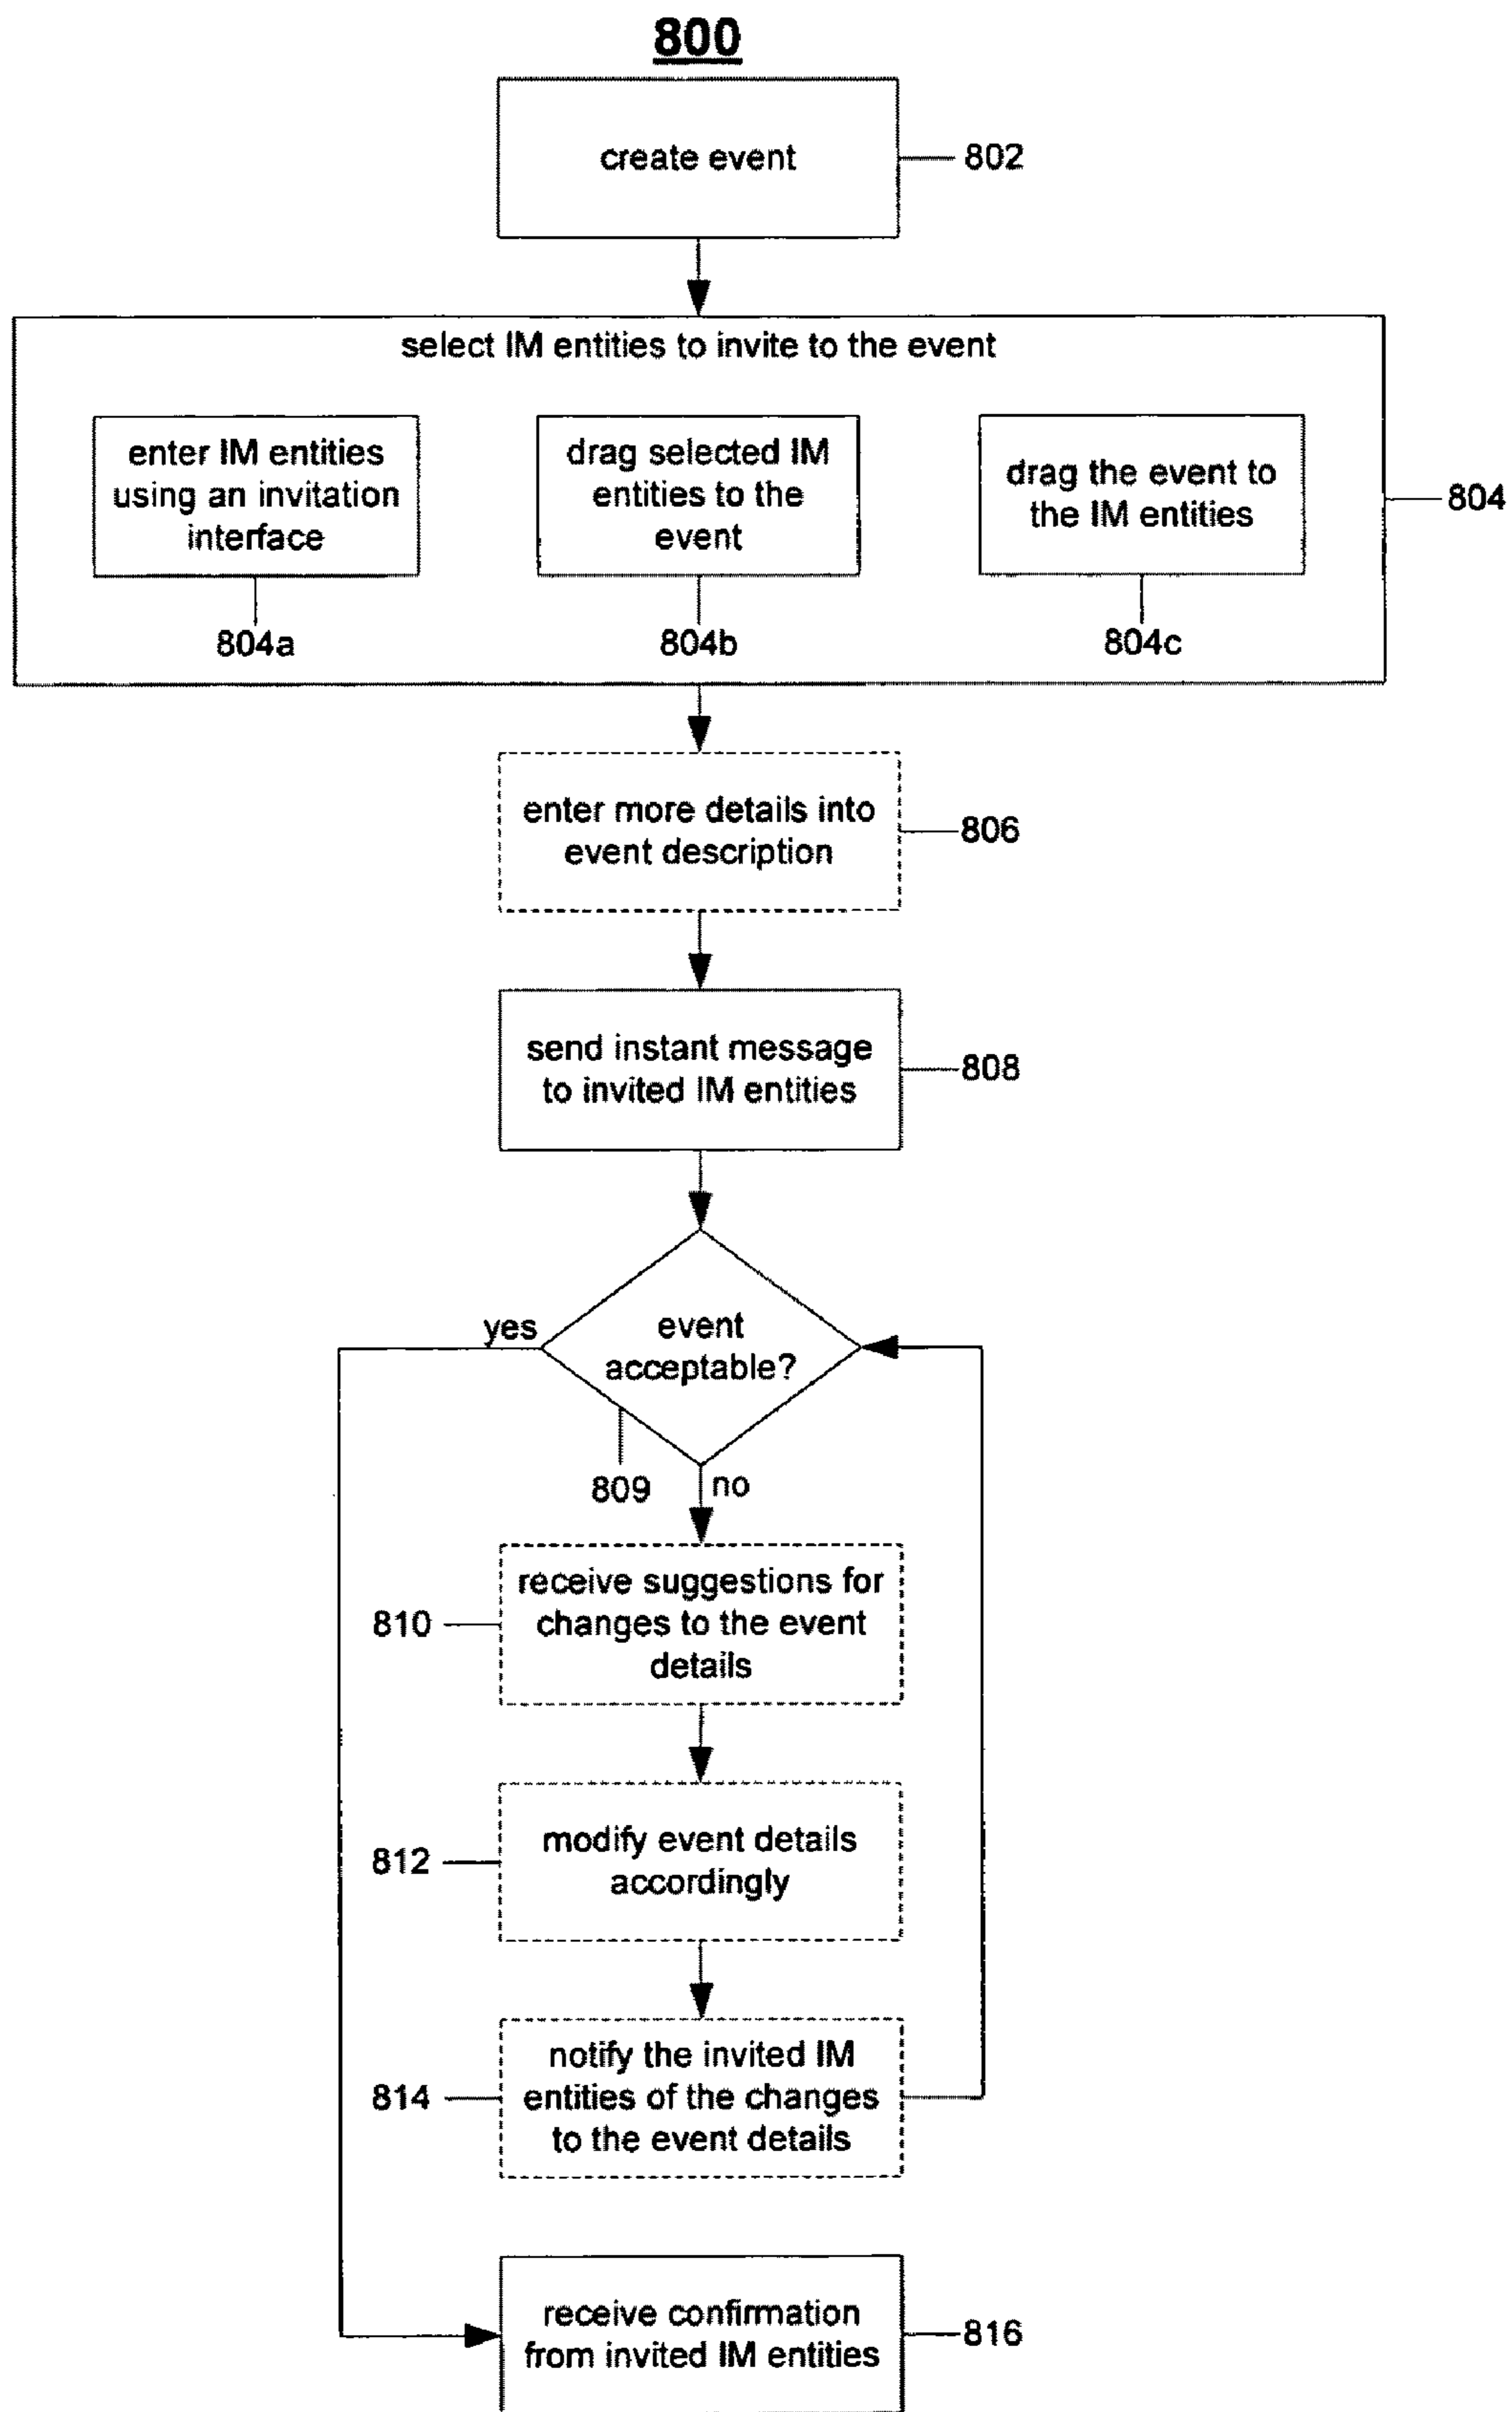 800
create event
802
select IM entities to invite to the event
enter IM entities
using an invitation
interface
804a
drag selected IM
entities to the
event
804b
drag the event to
the IM entities
804c
804
enter more details into
event description
806
send instant message
to invited IM entities
808
event
acceptable?
yes
809
no
receive suggestions for
changes to the event
details
810
modify event details
accordingly
812
notify the invited IM
entities of the changes
to the event details
814
receive confirmation
from invited IM entities
816